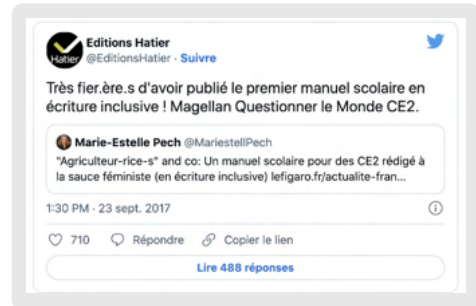 Hatier
Editions Hatier
@EditionsHatier · Suivre
Très fier.ère.s d'avoir publié le premier manuel scolaire en
écriture inclusive ! Magellan Questionner le Monde CE2.
Marie-Estelle Pech @MariestellPech
"Agriculteur-rice-s" and co: Un manuel scolaire pour des CE2 rédigé à
la sauce féministe (en écriture inclusive) lefigaro.fr/actualite-fran...
1:30 PM · 23 sept. 2017
710 Répondre Copier le lien
Lire 488 réponses